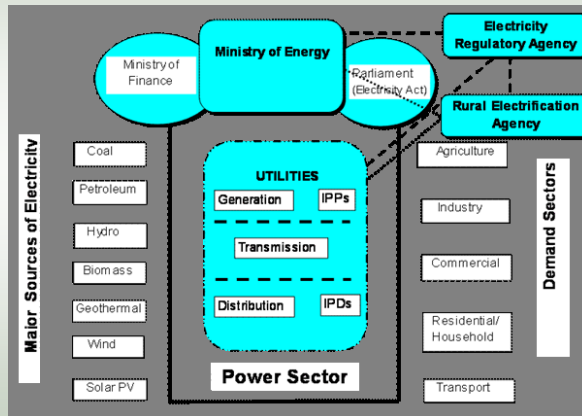 Ministry of
Finance
Ministry of Energy
Parliament
(Electricity Act)
Electricity
Regulatory Agency
Rural Electrification
Agency
Major Sources of Electricity
Coal
Petroleum
Hydro
Biomass
Geothermal
Wind
Solar PV
UTILITIES
Generation
IPPs
Transmission
Distribution
IPDs
Power Sector
Agriculture
Industry
Commercial
Residential/
Household
Transport
Demand Sectors